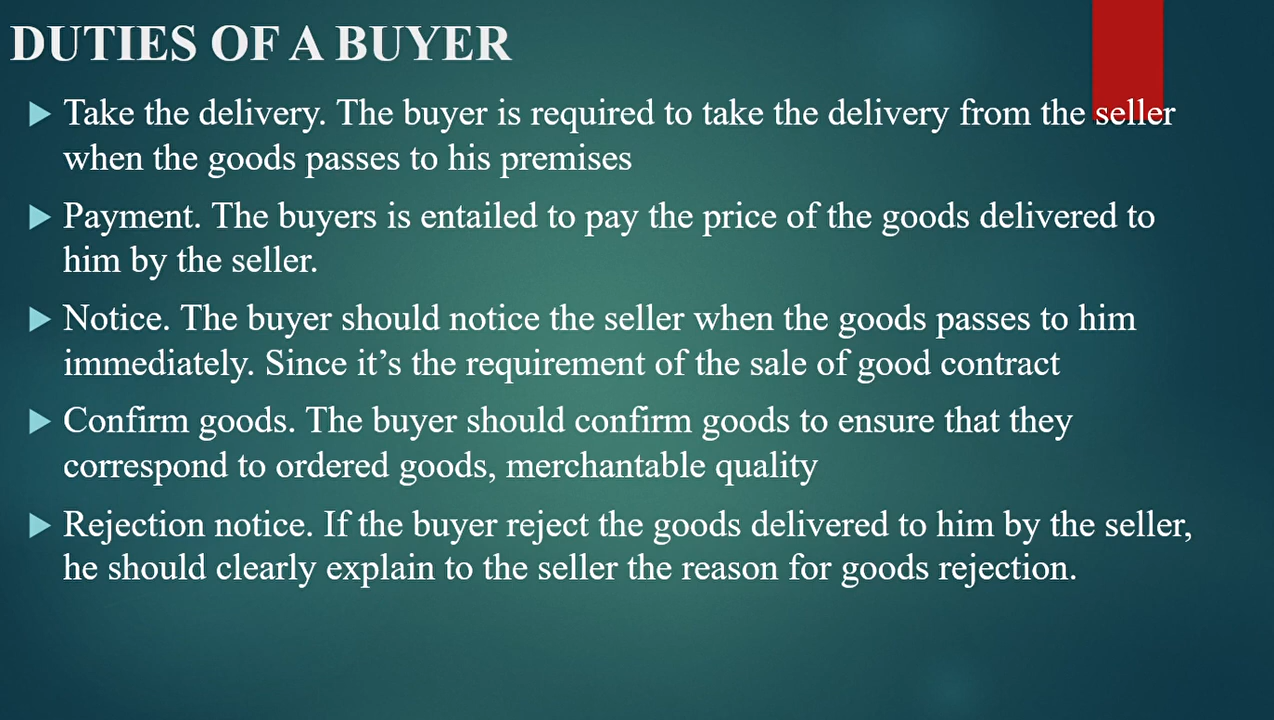 DUTIES OF A BUYER
Take the delivery. The buyer is required to take the delivery from the seller
when the goods passes to his premises
Payment. The buyers is entailed to pay the price of the goods delivered to
him by the seller.
Notice. The buyer should notice the seller when the goods passes to him
immediately. Since it’s the requirement of the sale of good contract
Confirm goods. The buyer should confirm goods to ensure that they
correspond to ordered goods, merchantable quality
Rejection notice. If the buyer reject the goods delivered to him by the seller,
he should clearly explain to the seller the reason for goods rejection.